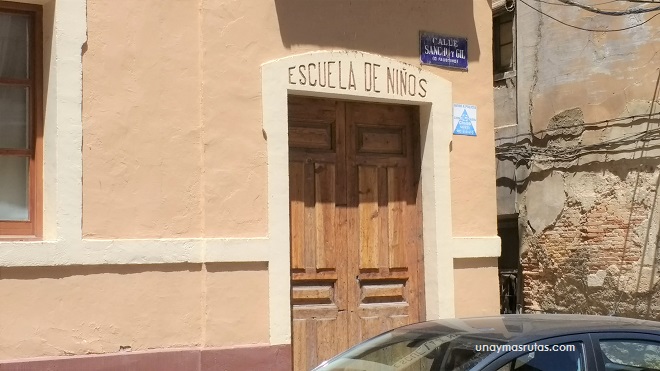 CALLE
SANCHO Y GIL
ESCUELA DE NIÑOS
unaymasrutas.com